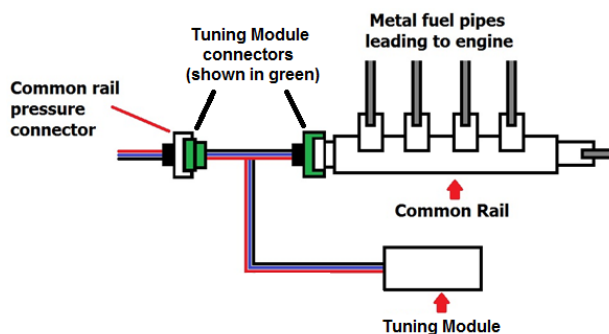 Tuning Module
connectors
(shown in green)
Metal fuel pipes
leading to engine
Common rail
pressure
connector
Common Rail
Tuning Module